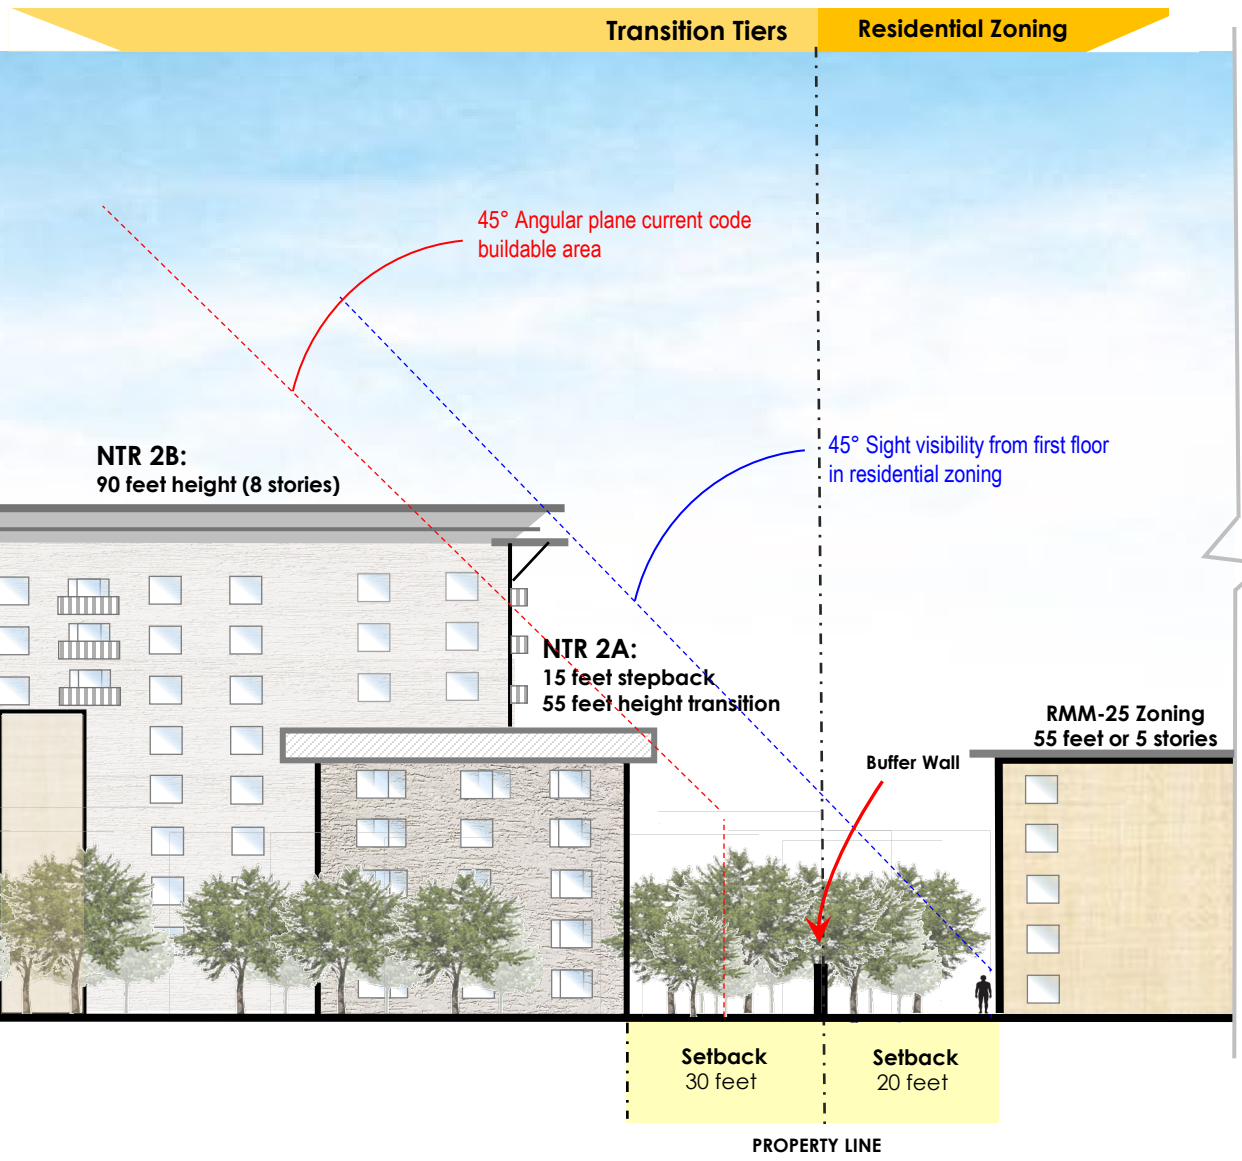 Transition Tiers
Residential Zoning
45° Angular plane current code
buildable area
45° Sight visibility from first floor
in residential zoning
NTR 2B:
90 feet height (8 stories)
NTR 2A:
15 feet stepback
55 feet height transition
RMM-25 Zoning
55 feet or 5 stories
Buffer Wall
Setback
30 feet
Setback
20 feet
PROPERTY LINE